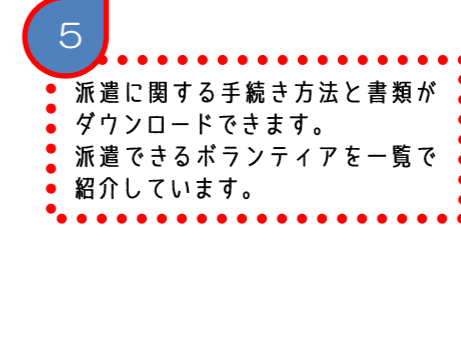 5
派遣に関する手続き方法と書類が
ダウンロードできます。
派遣できるボランティアを一覧で
紹介しています。